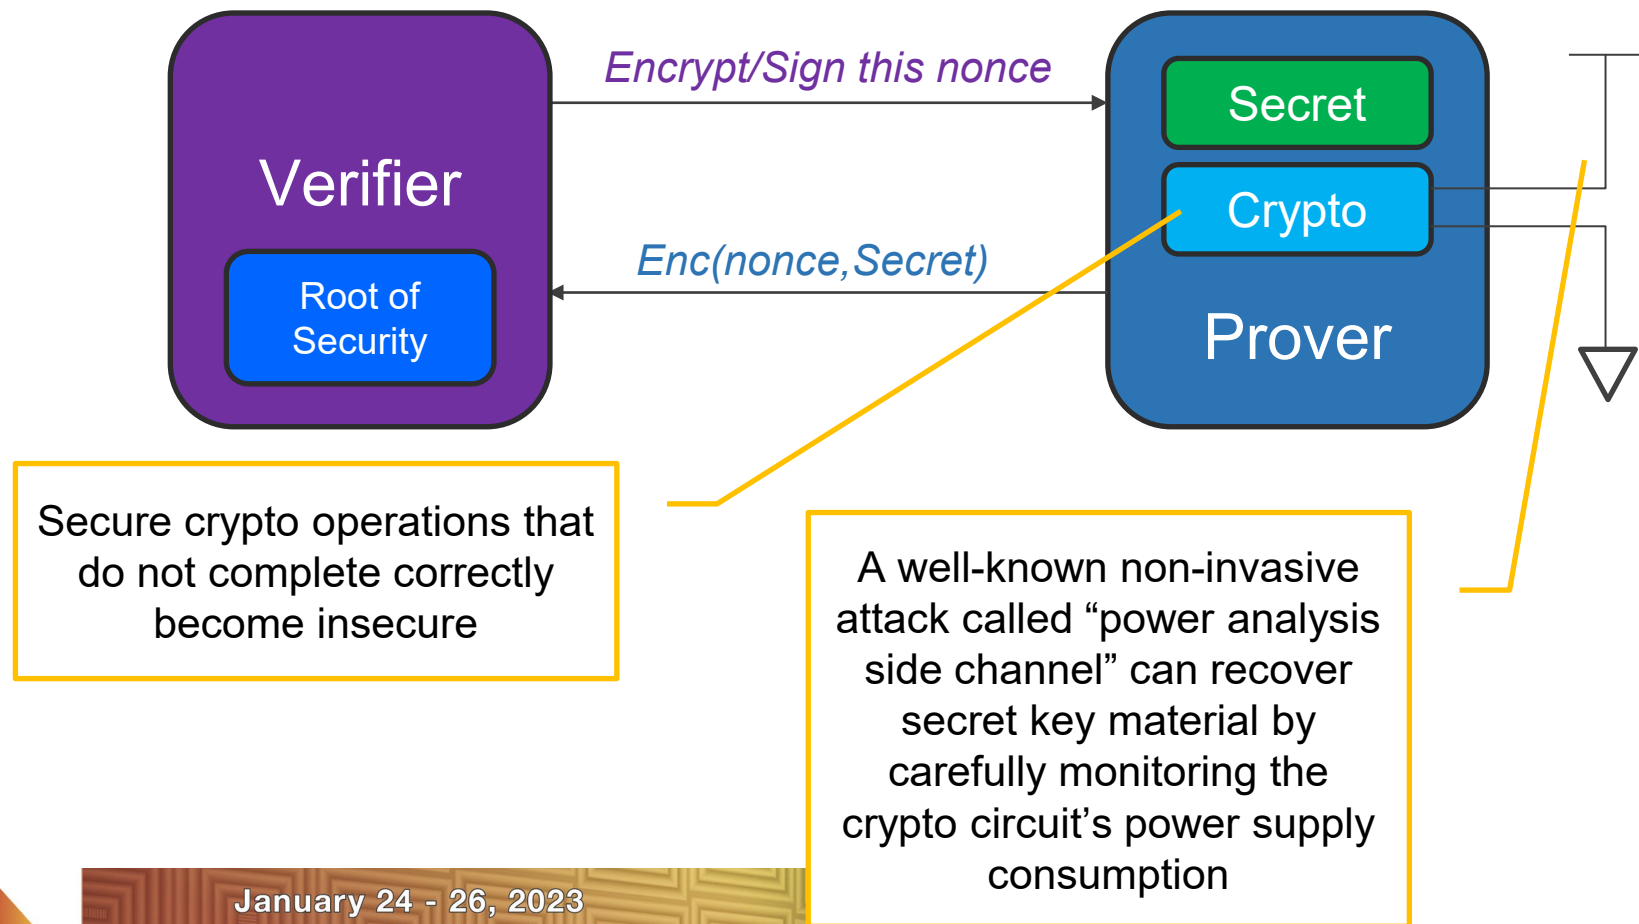 Encrypt/Sign this nonce
Secret
Verifier
Crypto
Enc(nonce,Secret)
Root of
Security
Prover
Secure crypto operations that
do not complete correctly
become insecure
A well-known non-invasive
attack called “power analysis
side channel” can recover
secret key material by
carefully monitoring the
crypto circuit’s power supply
consumption
January 24 - 26, 2023